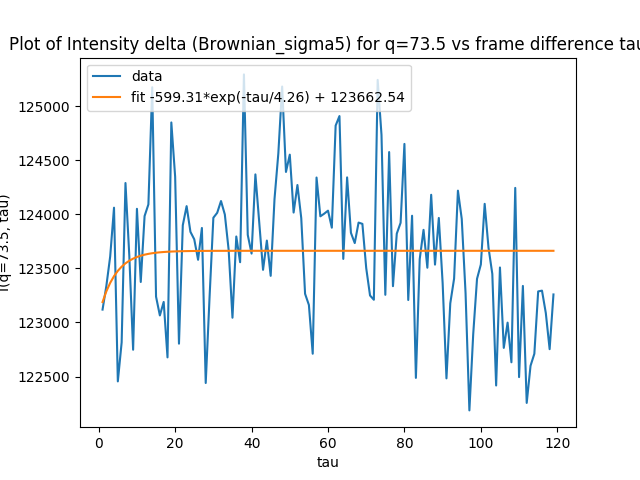 Plot of Intensity delta (Brownian_sigma5) for q=73.5 vs frame difference tau
data
fit -599.31*exp(-tau/4.26) + 123662.54
125000
124500
124000
123500
123000
122500
I(q=73.5, tau)
0 20 40 60 80 100 120
tau